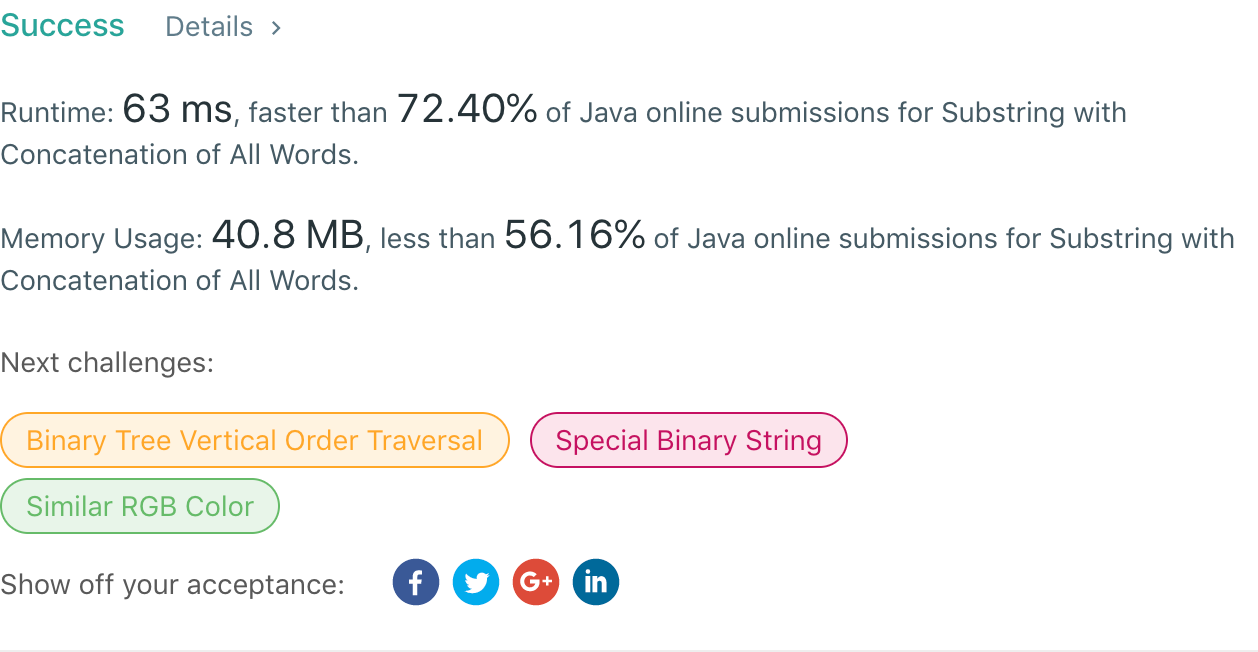 Success Details >
Runtime: 63 ms, faster than 72.40% of Java online submissions for Substring with
Concatenation of All Words.
Memory Usage: 40.8 MB, less than 56.16% of Java online submissions for Substring with
Concatenation of All Words.
Next challenges:
Binary Tree Vertical Order Traversal Special Binary String
Similar RGB Color
Show off your acceptance: f G+ in